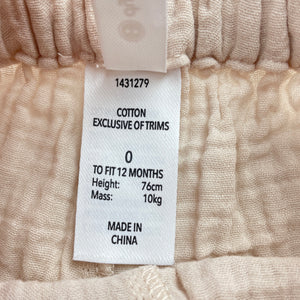 1431279
COTTON
EXCLUSIVE OF TRIMS
0
TO FIT 12 MONTHS
Height: 76cm
Mass: 10kg
MADE IN
CHINA